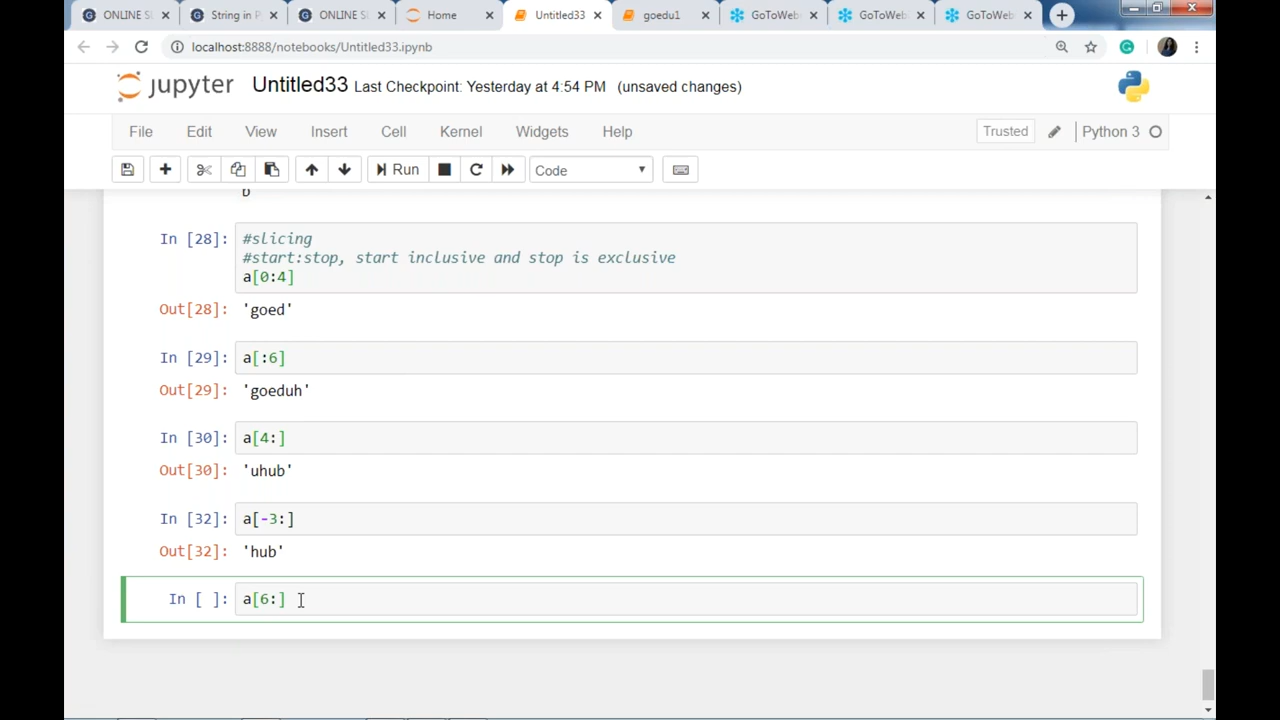 ONLINE S
String in P
ONLINE S
Home
Untitled33
goedu1
GoToWeb
GoToWeb
GoToWeb
localhost:8888/notebooks/Untitled33.ipynb
jupyter Untitled33 Last Checkpoint: Yesterday at 4:54 PM (unsaved changes)
File Edit View Insert Cell Kernel Widgets Help Trusted Python 3
Run Code
In [28]: #slicing
#start:stop, start inclusive and stop is exclusive
a[0:4]
Out[28]: 'goed'
In [29]: a[:6]
Out[29]: 'goeduh'
In [30]: a[4:]
Out[30]: 'uhub'
In [32]: a[-3:]
Out[32]: 'hub'
In [ ]: a[6:]